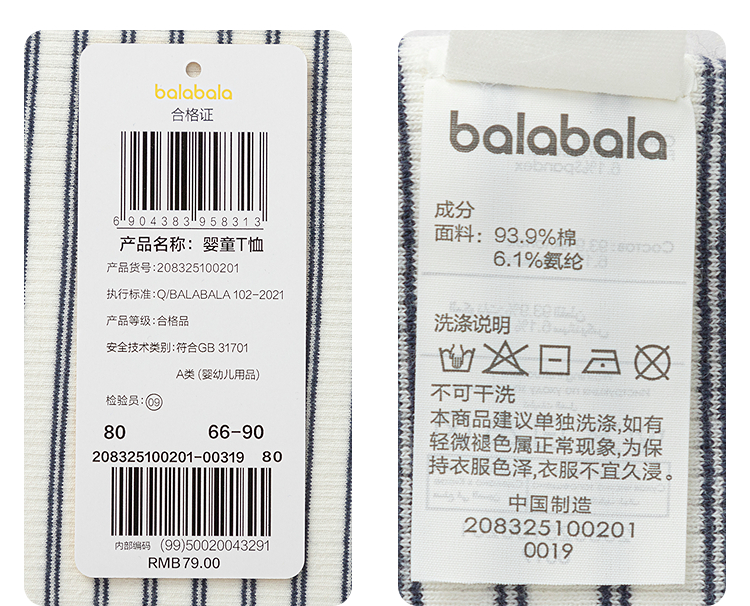 balabala
合格证
6 904383 958313
产品名称：婴童T恤
产品货号:208325100201
执行标准:Q/BALABALA 102-2021
产品等级:合格品
安全技术类别:符合GB 31701
A类 (婴幼儿用品)
检验员:09
80 66-90
208325100201-00319 80
内部编码 (99)50020043291
RMB79.00
balabala
成分
面料：93.9%棉
6.1%氨纶
洗涤说明
不可干洗
本商品建议单独洗涤,如有
轻微褪色属正常现象,为保
持衣服色泽,衣服不宜久浸。
中国制造
208325100201
0019